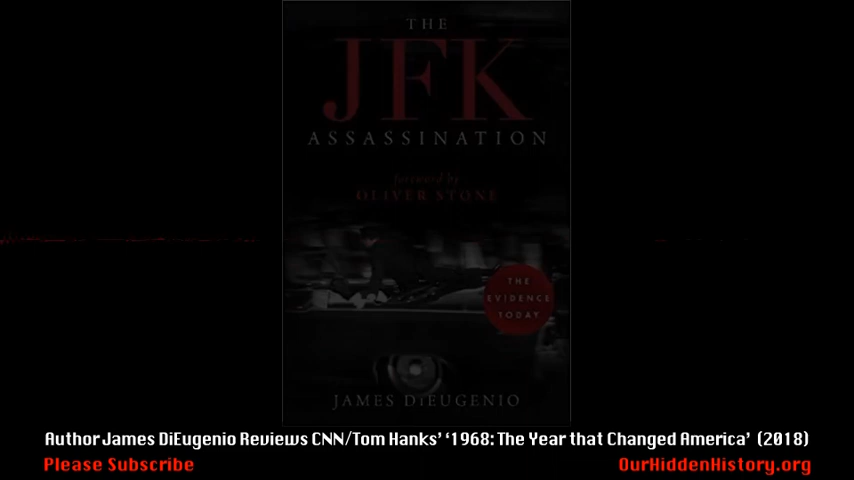 THE
JFK
ASSASSINATION
foreword by
OLIVER STONE
THE
EVIDENCE
TODAY
JAMES DiEUGENIO
Author James DiEugenio Reviews CNN/Tom Hanks' '1968: The Year that Changed America' (2018)
Please Subscribe
OurHiddenHistory.org